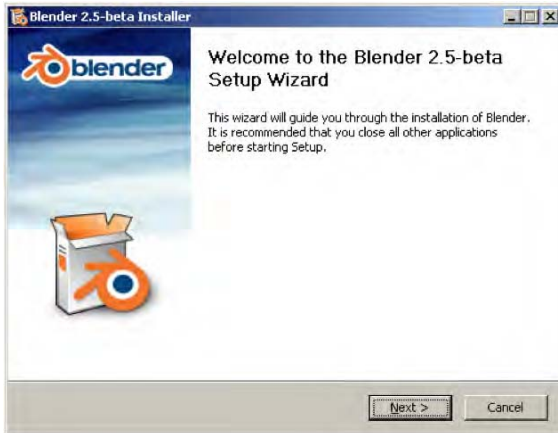 Blender 2.5-beta Installer
blender
Welcome to the Blender 2.5-beta
Setup Wizard
This wizard will guide you through the installation of Blender.
It is recommended that you close all other applications
before starting Setup.
Next >
Cancel